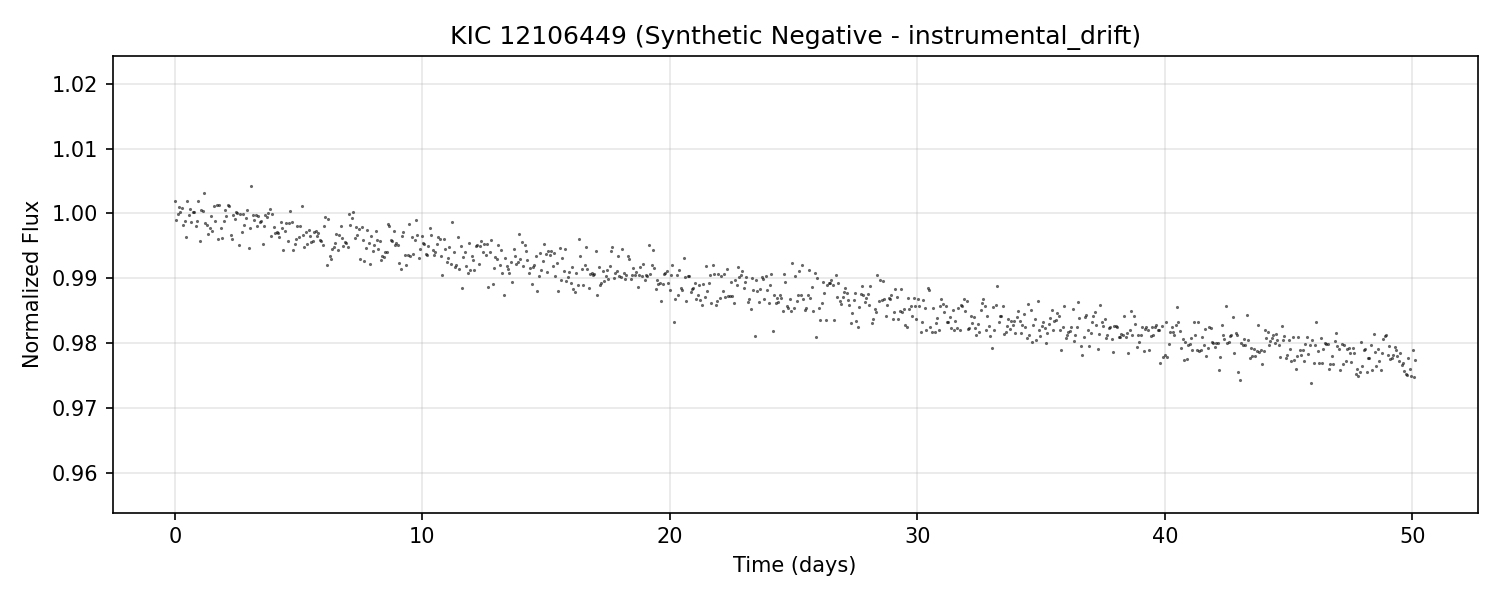 KIC 12106449 (Synthetic Negative - instrumental_drift)
1.02
1.01
1.00
0.99
0.98
0.97
0.96
Normalized Flux
0 10 20 30 40 50
Time (days)